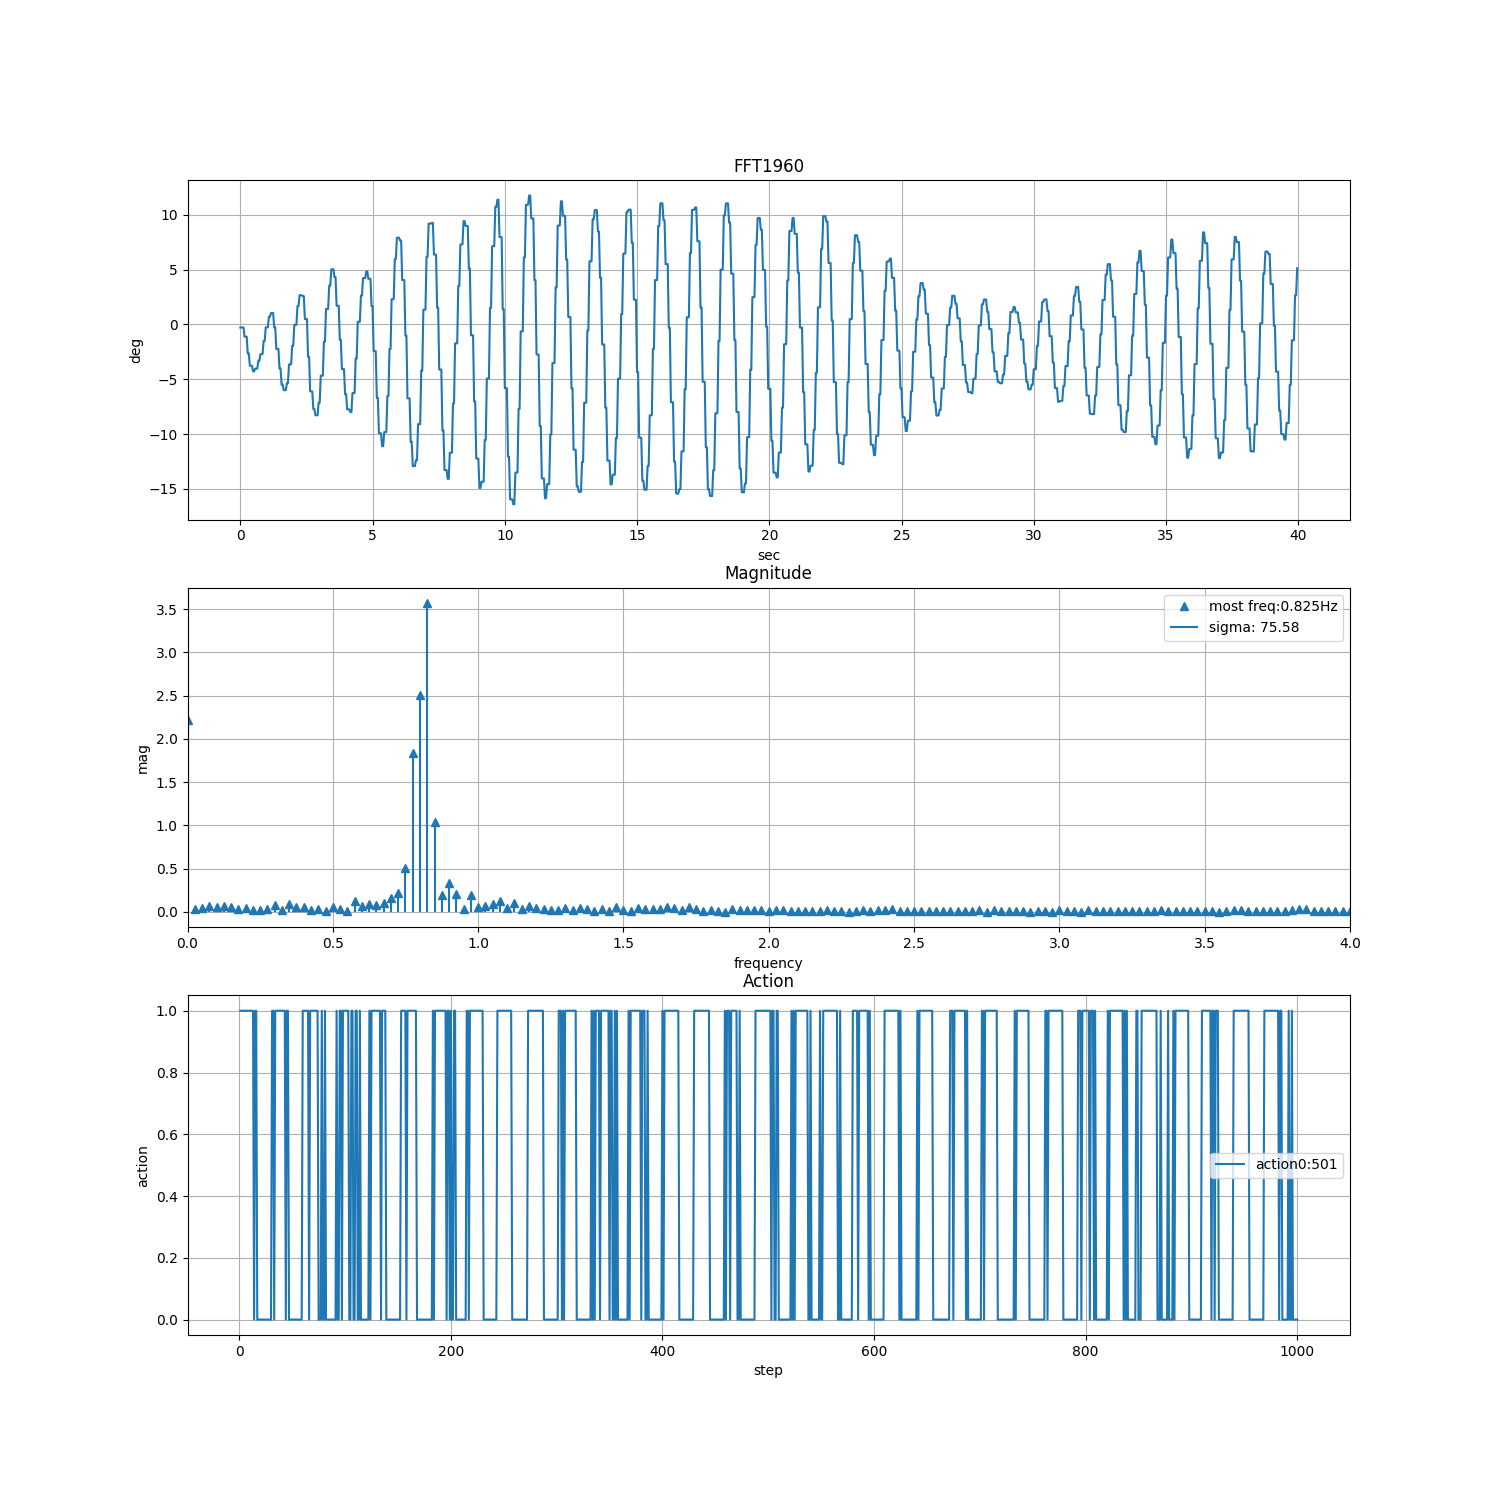 FFT1960
10
5
0
−5
−10
−15
deg
0 5 10 15 20 25 30 35 40
sec
Magnitude
most freq:0.825Hz
sigma: 75.58
3.5
3.0
2.5
2.0
1.5
1.0
0.5
0.0
mag
0.0 0.5 1.0 1.5 2.0 2.5 3.0 3.5 4.0
frequency
Action
1.0
0.8
0.6
0.4
0.2
0.0
action
action0:501
0 200 400 600 800 1000
step